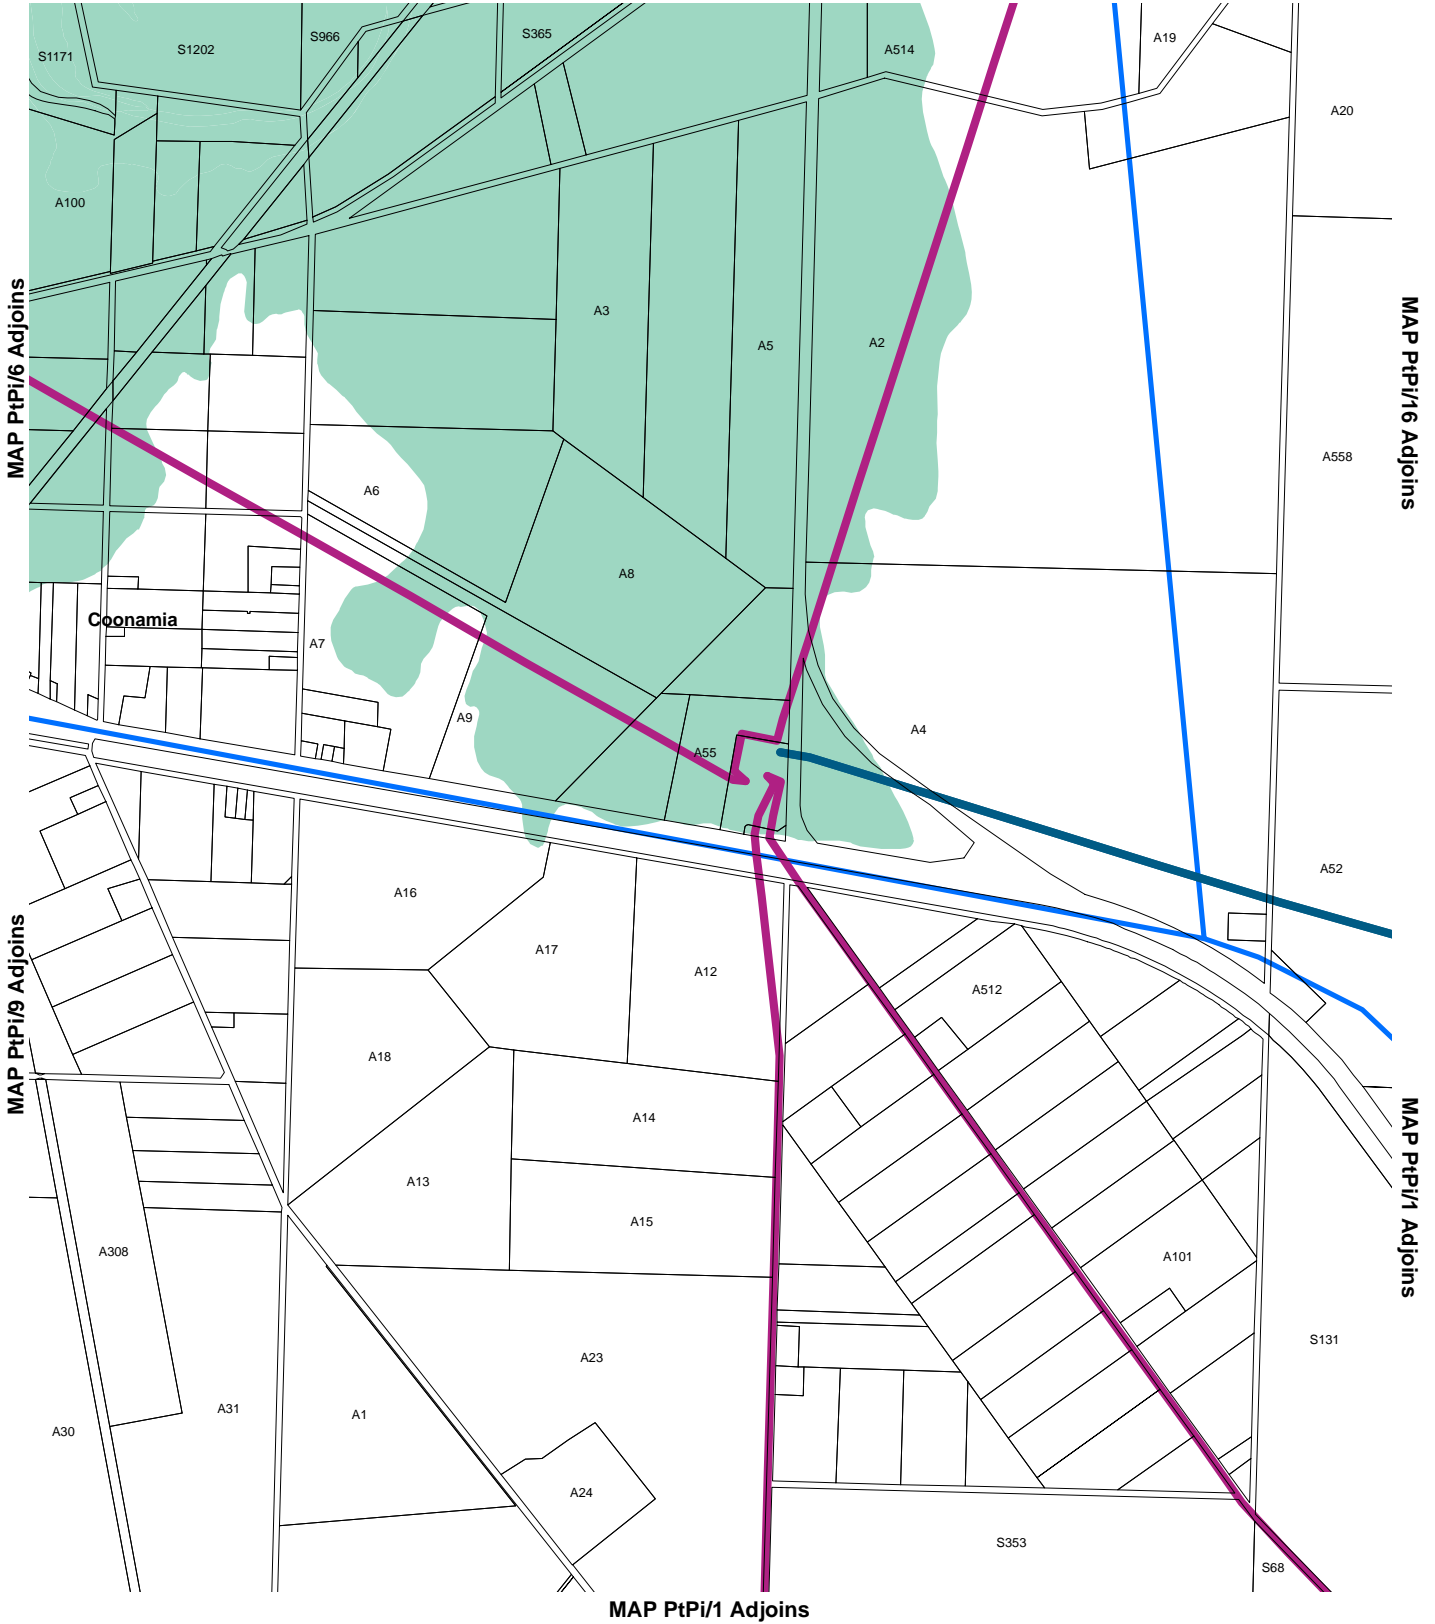 S966
S365
A19
S1202
A514
S1171
A20
A100
A3
A2
A5
MAP PtPi/6 Adjoins
MAP PtPi/16 Adjoins
A558
A6
A8
Coonamia
A7
A9
A4
A55
A52
A16
A17
A12
A512
MAP PtPi/9 Adjoins
A18
A14
A13
A15
MAP PtPi/1 Adjoins
A308
A101
S131
A23
A31
A1
A30
A24
S353
S68
MAP PtPi/1 Adjoins